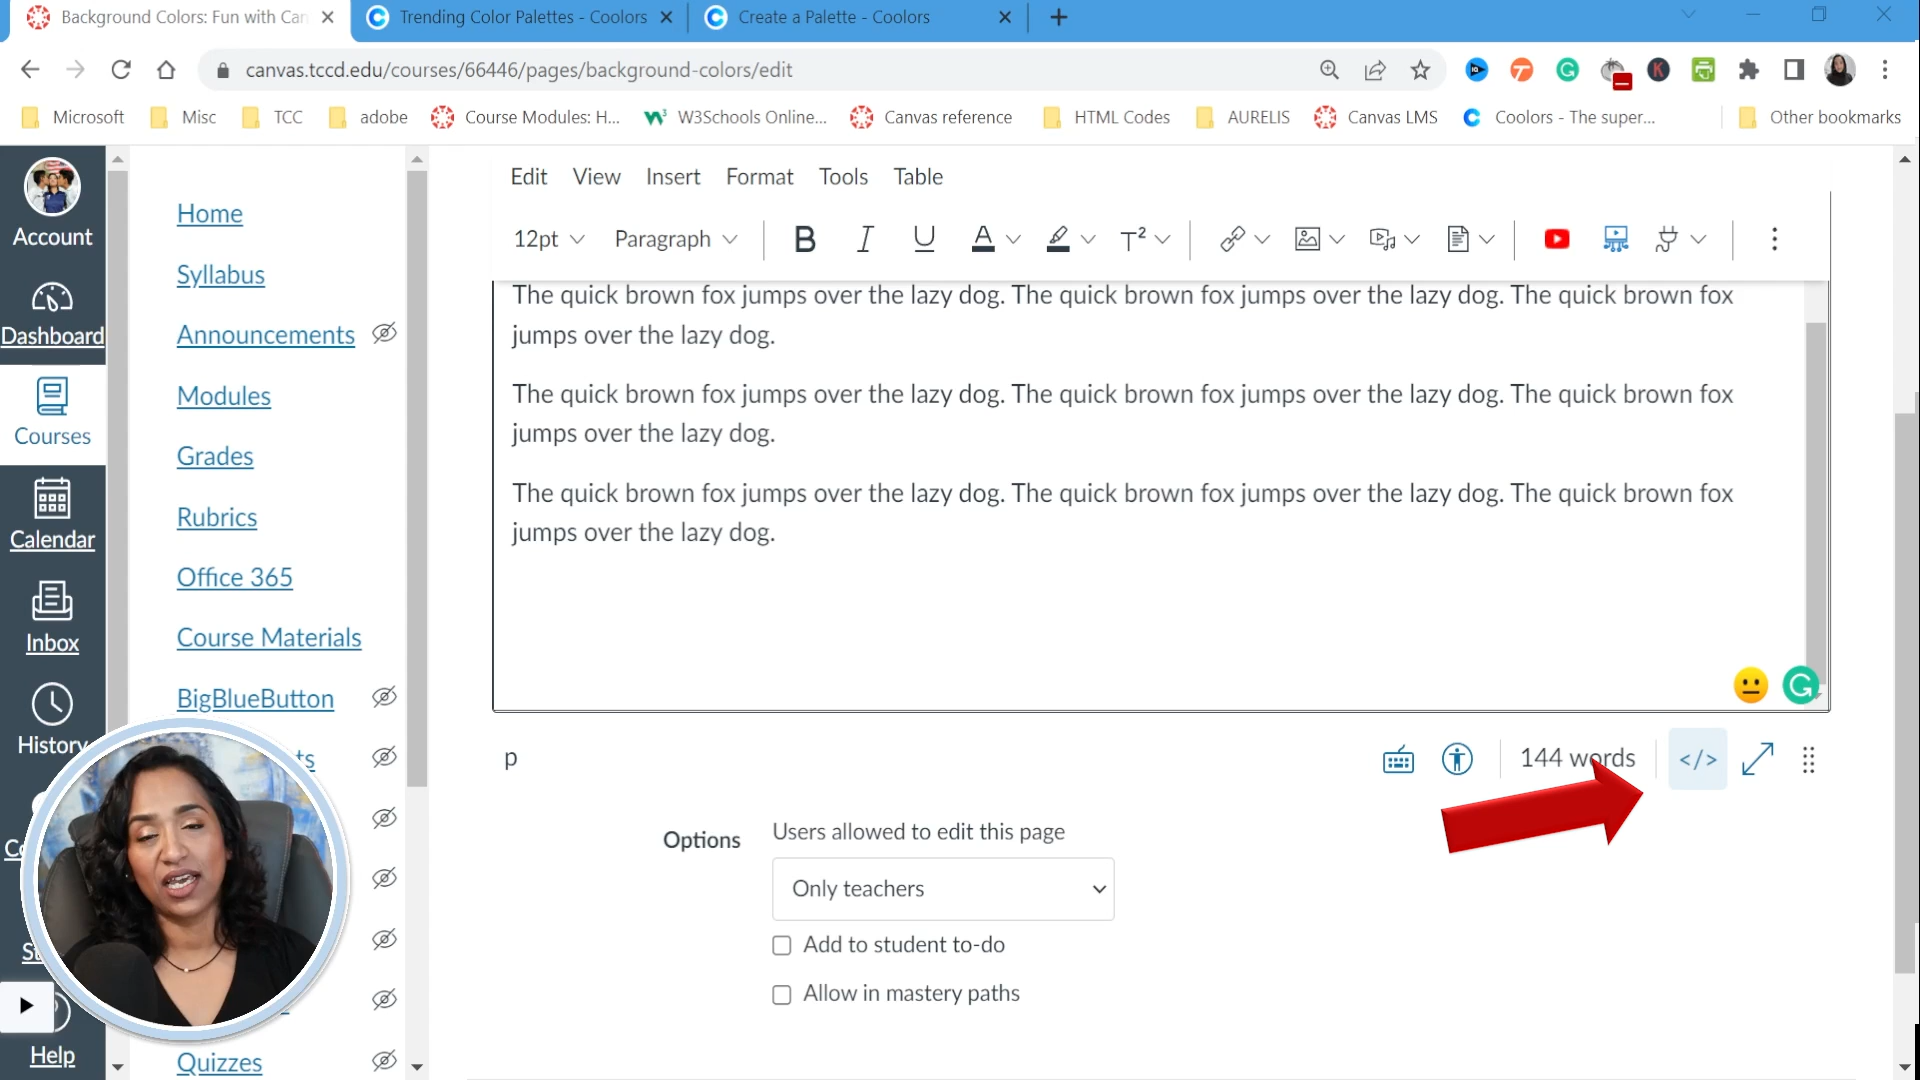 Background Colors: Fun with Can
Trending Color Palettes - Coolors
Create a Palette - Coolors
canvas.tccd.edu/courses/66446/pages/background-colors/edit
Microsoft
Misc
TCC
adobe
Course Modules: H...
W3Schools Online...
Canvas reference
HTML Codes
AURELIS
Canvas LMS
Coolors - The super...
Other bookmarks
Account
Dashboard
Courses
Calendar
Inbox
History
Help
Home
Syllabus
Announcements
Modules
Grades
Rubrics
Office 365
Course Materials
BigBlueButton
Quizzes
Edit View Insert Format Tools Table
12pt Paragraph B I U A T²
The quick brown fox jumps over the lazy dog. The quick brown fox jumps over the lazy dog. The quick brown fox
jumps over the lazy dog.
The quick brown fox jumps over the lazy dog. The quick brown fox jumps over the lazy dog. The quick brown fox
jumps over the lazy dog.
The quick brown fox jumps over the lazy dog. The quick brown fox jumps over the lazy dog. The quick brown fox
jumps over the lazy dog.
p
144 words
</>
Options
Users allowed to edit this page
Only teachers
Add to student to-do
Allow in mastery paths